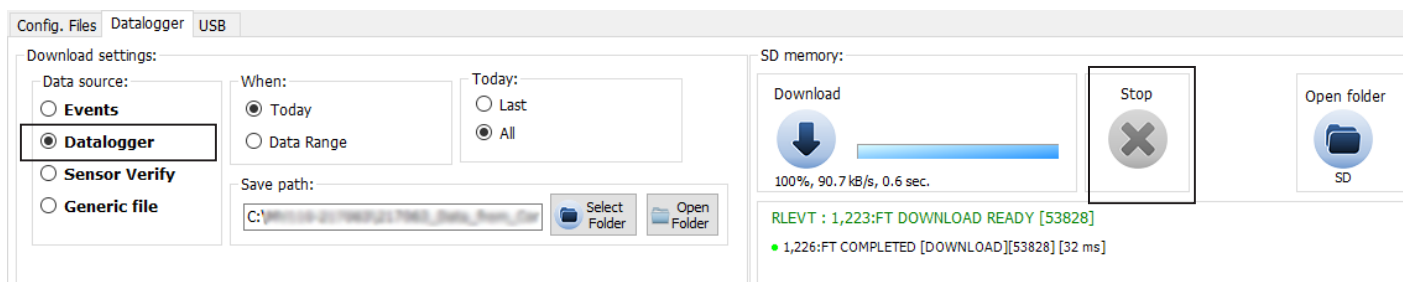 Config. Files Datalogger USB
Download settings:
Data source:
Events
Datalogger
Sensor Verify
Generic file
When:
Today
Data Range
Today:
Last
All
Save path:
C:\
Select
Folder
Open
Folder
SD memory:
Download
100%, 90.7 kB/s, 0.6 sec.
Stop
Open folder
SD
RLEVT : 1,223:FT DOWNLOAD READY [53828]
1,226:FT COMPLETED [DOWNLOAD][53828] [32 ms]